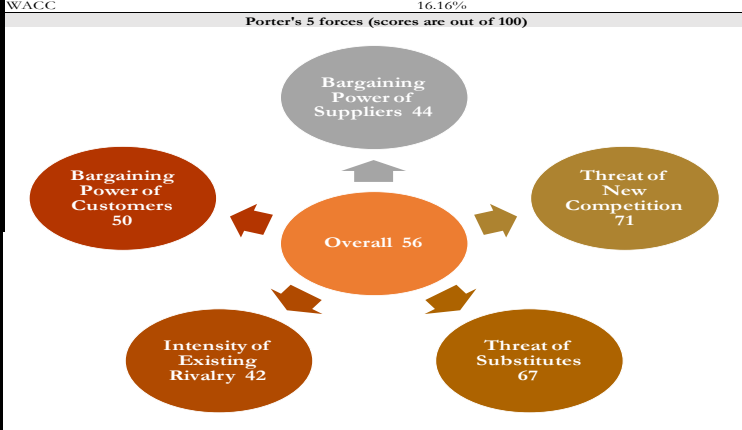 WACC 16.16%
Porter's 5 forces (scores are out of 100)
Bargaining
Power of
Suppliers 44
Bargaining
Power of
Customers
50
Threat of
New
Competition
71
Overall 56
Intensity of
Existing
Rivalry 42
Threat of
Substitutes
67